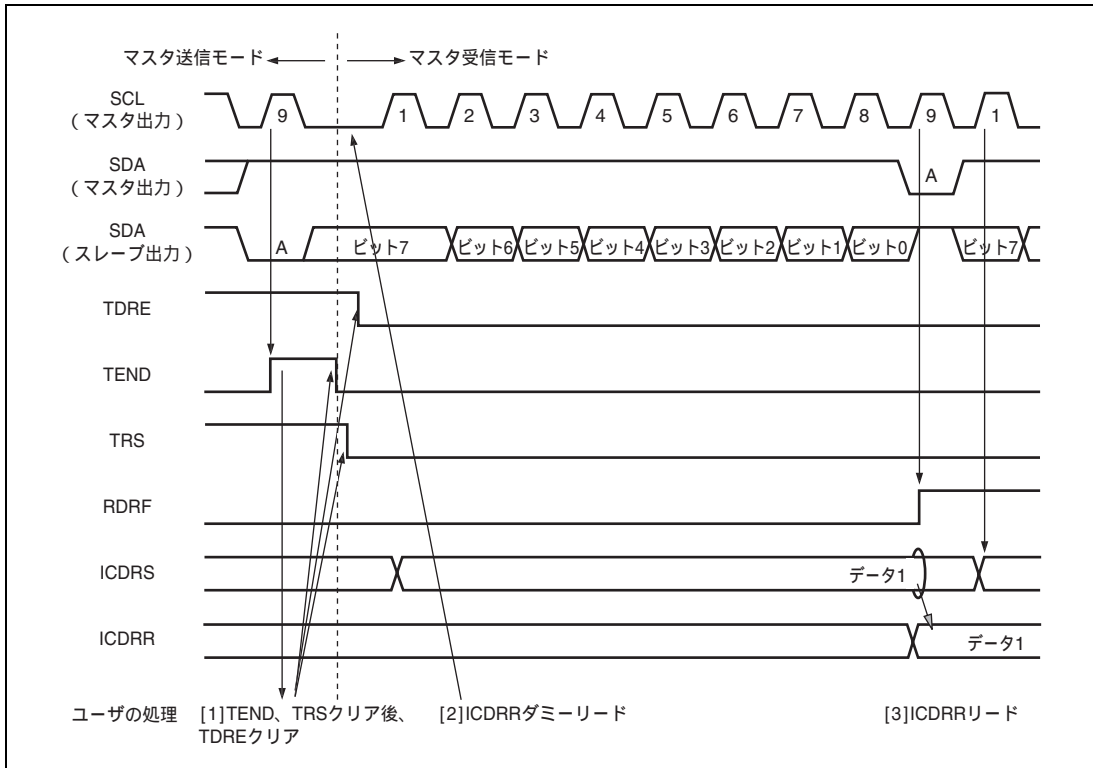 マスタ送信モード マスタ受信モード
SCL
(マスタ出力)
9 1 2 3 4 5 6 7 8 9 1
SDA
(マスタ出力)
A
SDA
(スレーブ出力)
A ビット7 ビット6 ビット5 ビット4 ビット3 ビット2 ビット1 ビット0 ビット7
TDRE
TEND
TRS
RDRF
ICDRS
データ1
ICDRR
データ1
ユーザの処理 [1]TEND、TRSクリア後、 [2]ICDRRダミーリード [3]ICDRRリード
TDREクリア